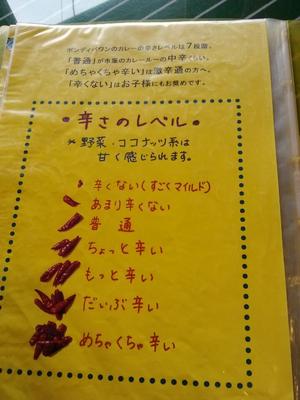 ボンディバワンのカレーの辛さレベルは7段階。
「普通」が市販のカレールーの中辛くらい、
「めちゃくちゃ辛い」は激辛通の方へ。
「辛くない」はお子様にもお奨めです。
•辛さのレベル•
*野菜・ココナッツ系は
甘く感じられます。
辛くない(すごくマイルド)
あまり辛くない
普通
ちょっと辛い
もっと辛い
だいぶ辛い
めちゃくちゃ辛い